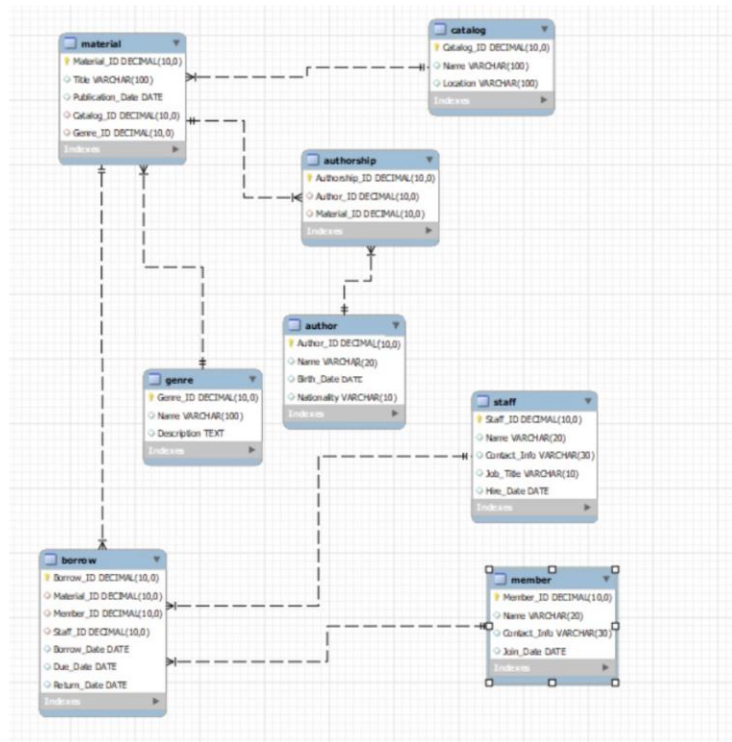 material
Material_ID DECIMAL(10,0)
Title VARCHAR(100)
Publication_Date DATE
Catalog_ID DECIMAL(10,0)
Genre_ID DECIMAL(10,0)
Indexes
catalog
Catalog_ID DECIMAL(10,0)
Name VARCHAR(100)
Location VARCHAR(100)
Indexes
authorship
Authorship_ID DECIMAL(10,0)
Author_ID DECIMAL(10,0)
Material_ID DECIMAL(10,0)
Indexes
author
Author_ID DECIMAL(10,0)
Name VARCHAR(20)
Birth_Date DATE
Nationality VARCHAR(10)
Indexes
genre
Genre_ID DECIMAL(10,0)
Name VARCHAR(100)
Description TEXT
Indexes
staff
Staff_ID DECIMAL(10,0)
Name VARCHAR(20)
Contact_Info VARCHAR(30)
Job_Title VARCHAR(10)
Hire_Date DATE
Indexes
borrow
Borrow_ID DECIMAL(10,0)
Material_ID DECIMAL(10,0)
Member_ID DECIMAL(10,0)
Staff_ID DECIMAL(10,0)
Borrow_Date DATE
Due_Date DATE
Return_Date DATE
Indexes
member
Member_ID DECIMAL(10,0)
Name VARCHAR(20)
Contact_Info VARCHAR(30)
Join_Date DATE
Indexes